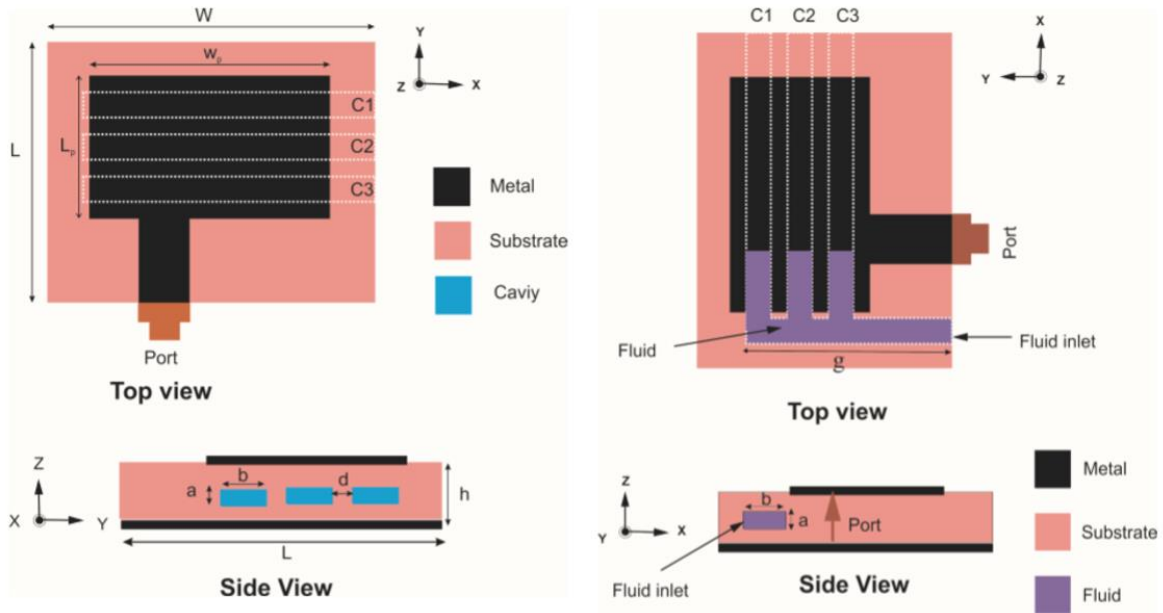 W
Y
Z
X
Wₚ
L
Lₚ
C1
C2
C3
Metal
Substrate
Caviy
Port
Top view
Z
X
Y
a
b
d
h
L
Side View
C1 C2 C3
X
Y
Z
Port
Fluid
g
Fluid inlet
Top view
Z
Y
X
b
a
Port
Fluid inlet
Side View
Metal
Substrate
Fluid